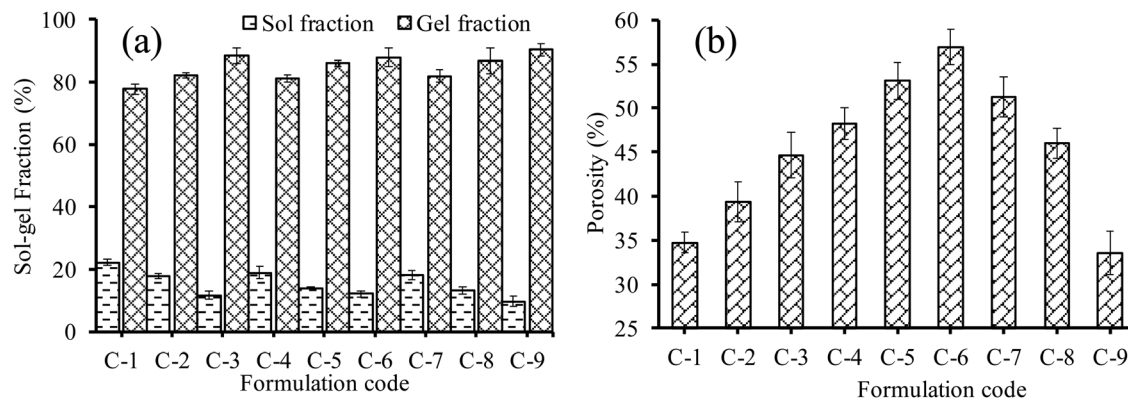 (a)
Sol fraction
Gel fraction
100
80
60
40
20
0
Sol-gel Fraction (%)
C-1 C-2 C-3 C-4 C-5 C-6 C-7 C-8 C-9
Formulation code
(b)
60
55
50
45
40
35
30
25
Porosity (%)
C-1 C-2 C-3 C-4 C-5 C-6 C-7 C-8 C-9
Formulation code